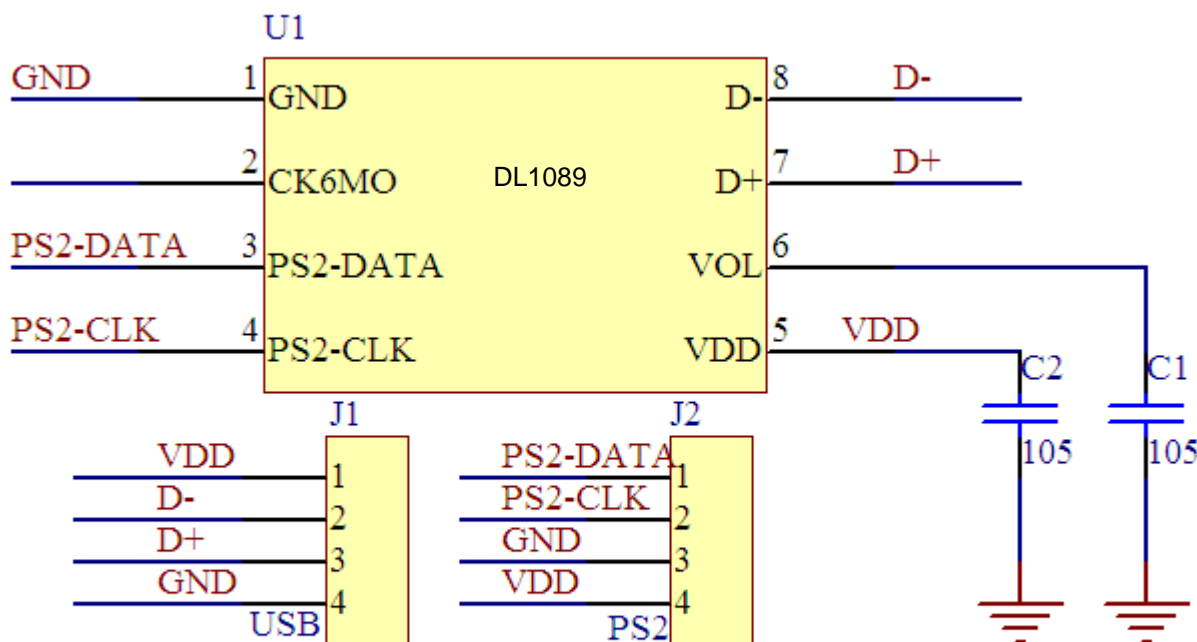 U1
GND 1 GND D- 8 D-
2 CK6MO DL1089 D+ 7 D+
PS2-DATA 3 PS2-DATA VOL 6
PS2-CLK 4 PS2-CLK VDD 5 VDD
C2 C1
105 105
J1 J2
VDD 1 PS2-DATA 1
D- 2 PS2-CLK 2
D+ 3 GND 3
GND 4 VDD 4
USB PS2